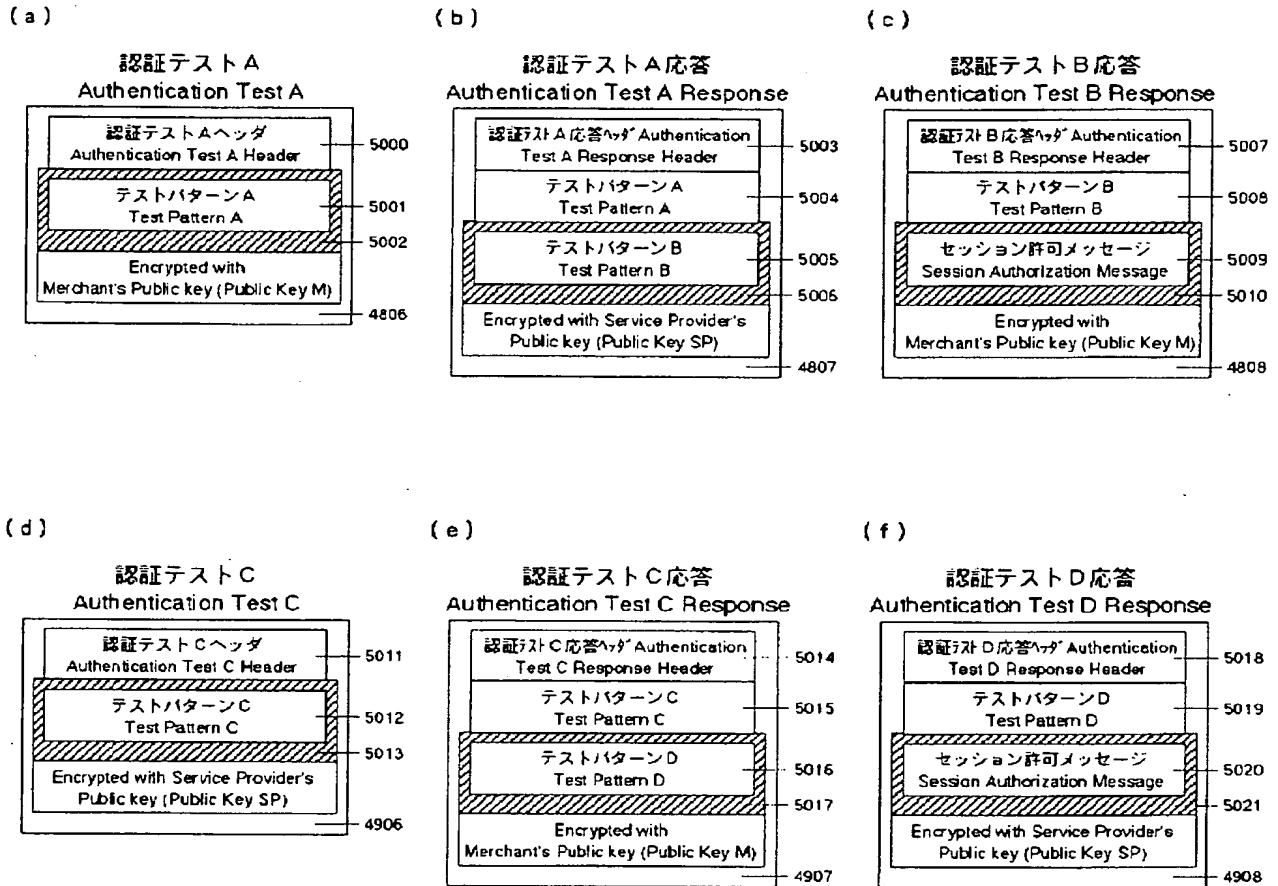 (a)
認証テストA
Authentication Test A
認証テストAヘッダ
Authentication Test A Header
5000
テストパターンA
Test Pattern A
5001
5002
Encrypted with
Merchant's Public key (Public Key M)
4806
(b)
認証テストA応答
Authentication Test A Response
認証ﾃｽﾄA応答ﾍｯﾀﾞ Authentication
Test A Response Header
5003
テストパターンA
Test Pattern A
5004
テストパターンB
Test Pattern B
5005
5006
Encrypted with Service Provider's
Public key (Public Key SP)
4807
(c)
認証テストB応答
Authentication Test B Response
認証ﾃｽﾄB応答ﾍｯﾀﾞ Authentication
Test B Response Header
5007
テストパターンB
Test Pattern B
5008
セッション許可メッセージ
Session Authorization Message
5009
5010
Encrypted with
Merchant's Public key (Public Key M)
4808
(d)
認証テストC
Authentication Test C
認証テストCヘッダ
Authentication Test C Header
5011
テストパターンC
Test Pattern C
5012
5013
Encrypted with Service Provider's
Public key (Public Key SP)
4906
(e)
認証テストC応答
Authentication Test C Response
認証ﾃｽﾄC応答ﾍｯﾀﾞ Authentication
Test C Response Header
5014
テストパターンC
Test Pattern C
5015
テストパターンD
Test Pattern D
5016
5017
Encrypted with
Merchant's Public key (Public Key M)
4907
(f)
認証テストD応答
Authentication Test D Response
認証ﾃｽﾄD応答ﾍｯﾀﾞ Authentication
Test D Response Header
5018
テストパターンD
Test Pattern D
5019
セッション許可メッセージ
Session Authorization Message
5020
5021
Encrypted with Service Provider's
Public key (Public Key SP)
4908